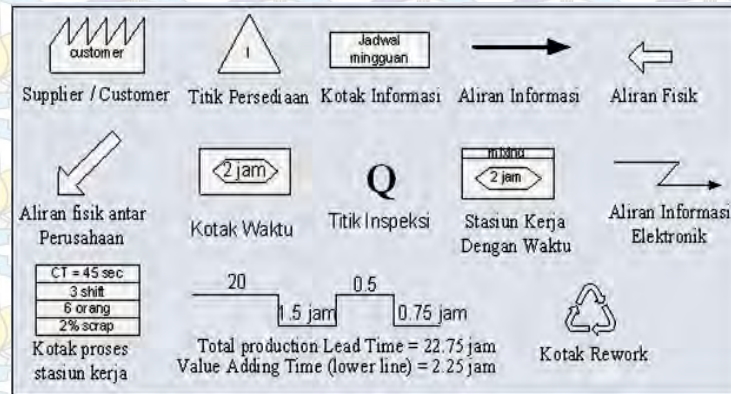 customer
I
Jadwal
mingguan
Supplier / Customer
Titik Persediaan
Kotak Informasi
Aliran Informasi
Aliran Fisik
2 jam
Q
mixing
2 jam
Aliran fisik antar
Perusahaan
Kotak Waktu
Titik Inspeksi
Stasiun Kerja
Dengan Waktu
Aliran Informasi
Elektronik
CT = 45 sec
3 shift
6 orang
2% scrap
Kotak proses
stasiun kerja
20
1.5 jam
0.5
0.75 jam
Total production Lead Time = 22.75 jam
Value Adding Time (lower line) = 2.25 jam
Kotak Rework